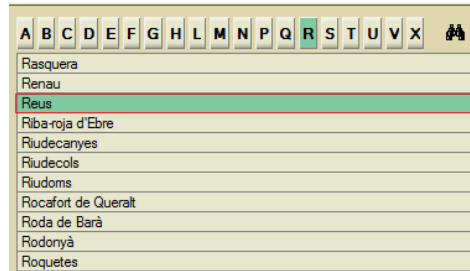 A B C D E F G H L M N P Q R S T U V X
Rasquera
Renau
Reus
Riba-roja d'Ebre
Riudecanyes
Riudecols
Riudoms
Rocafort de Queralt
Roda de Barà
Rodonyà
Roquetes